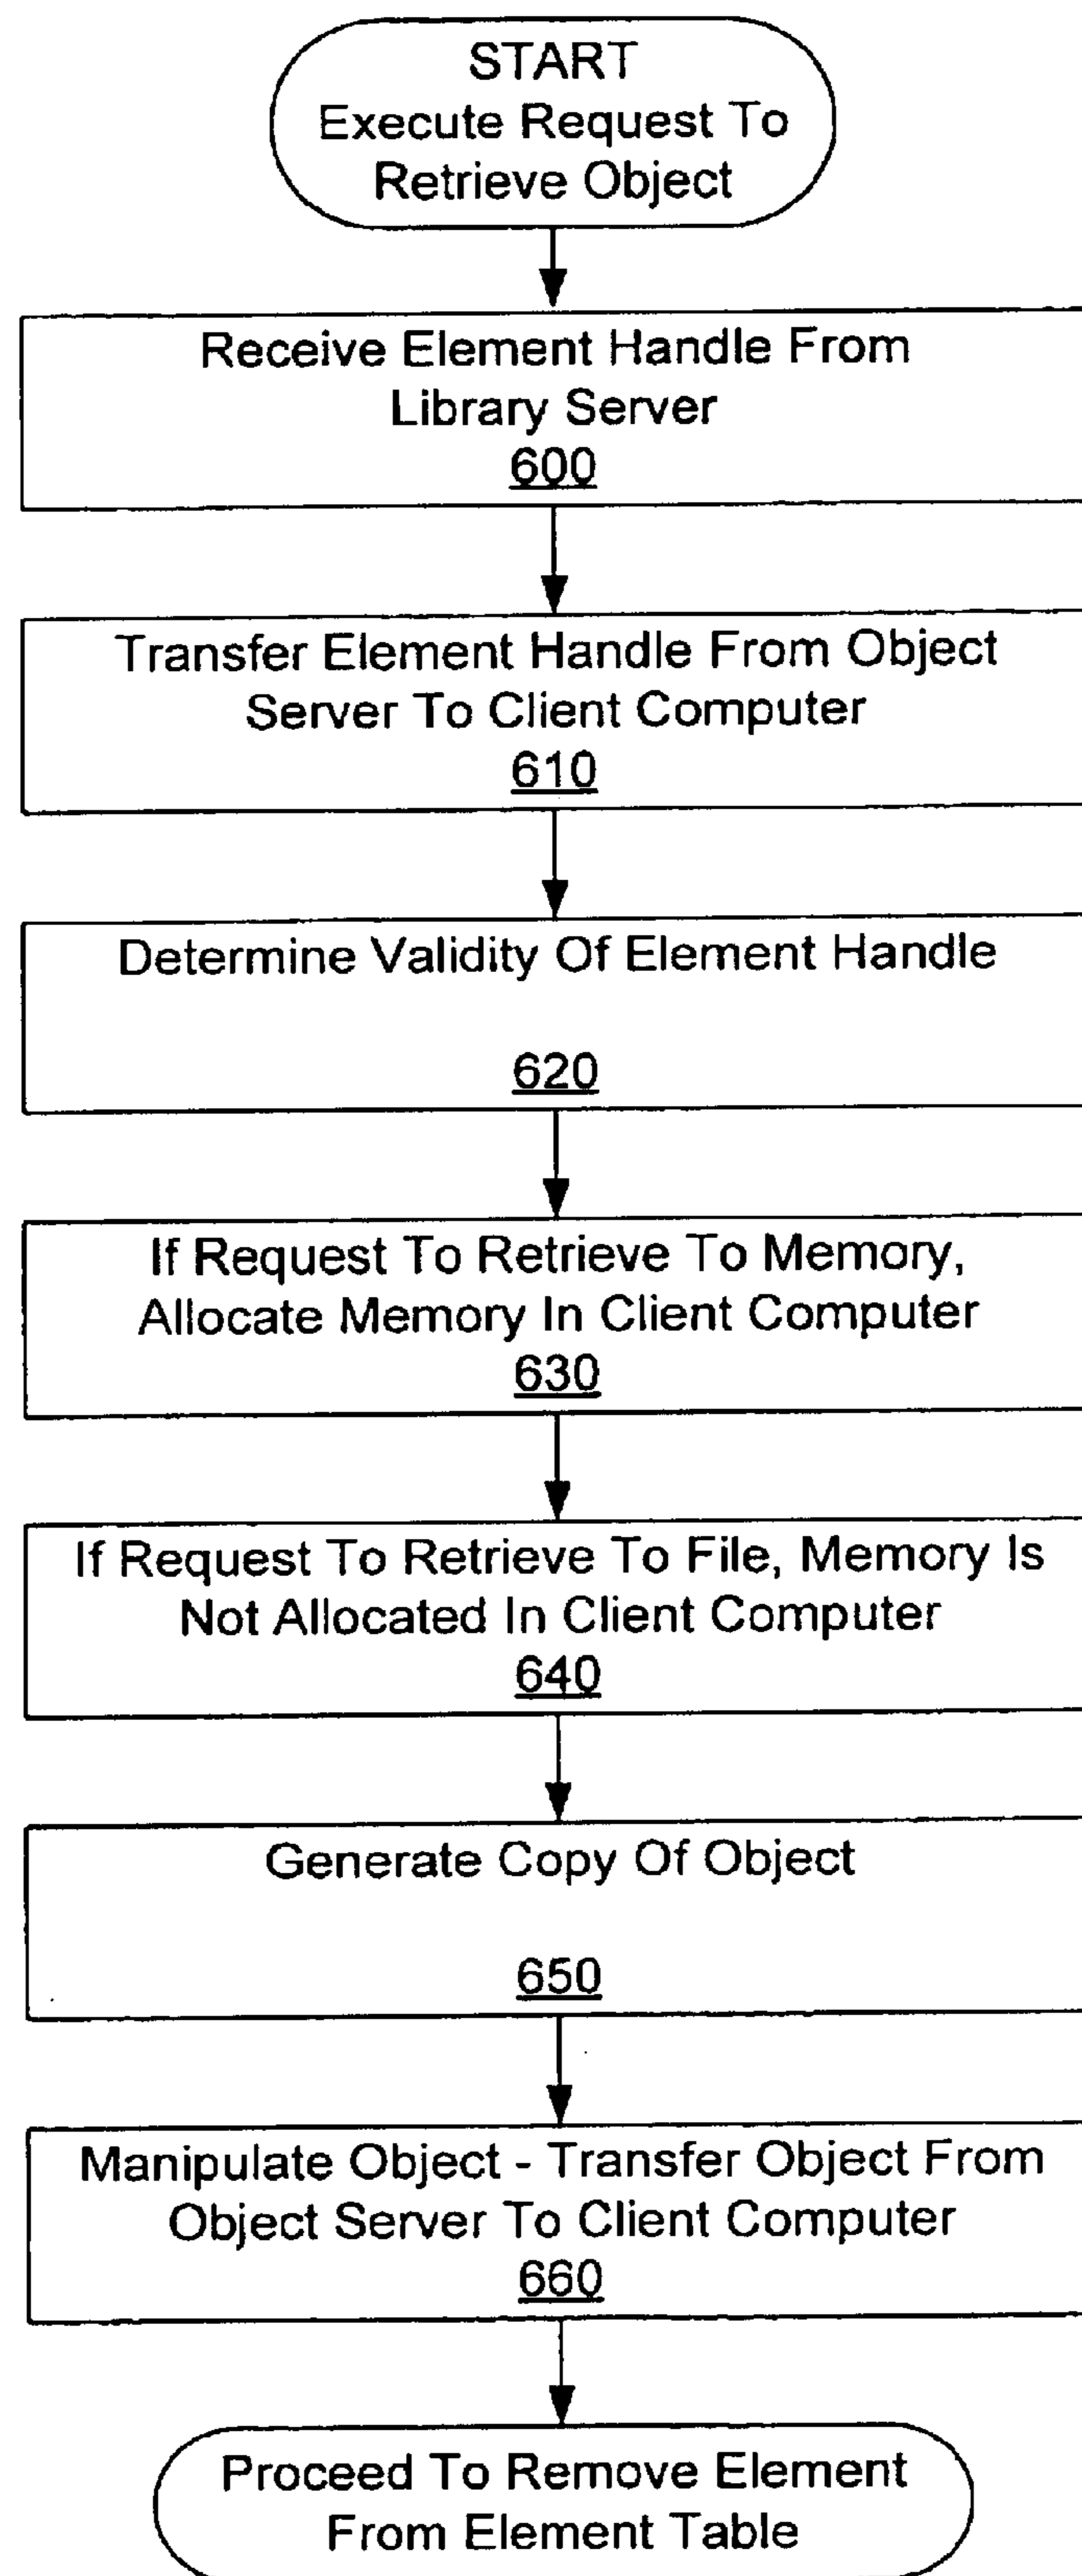 START
Execute Request To
Retrieve Object
Receive Element Handle From
Library Server
600
Transfer Element Handle From Object
Server To Client Computer
610
Determine Validity Of Element Handle
620
If Request To Retrieve To Memory,
Allocate Memory In Client Computer
630
If Request To Retrieve To File, Memory Is
Not Allocated In Client Computer
640
Generate Copy Of Object
650
Manipulate Object - Transfer Object From
Object Server To Client Computer
660
Proceed To Remove Element
From Element Table